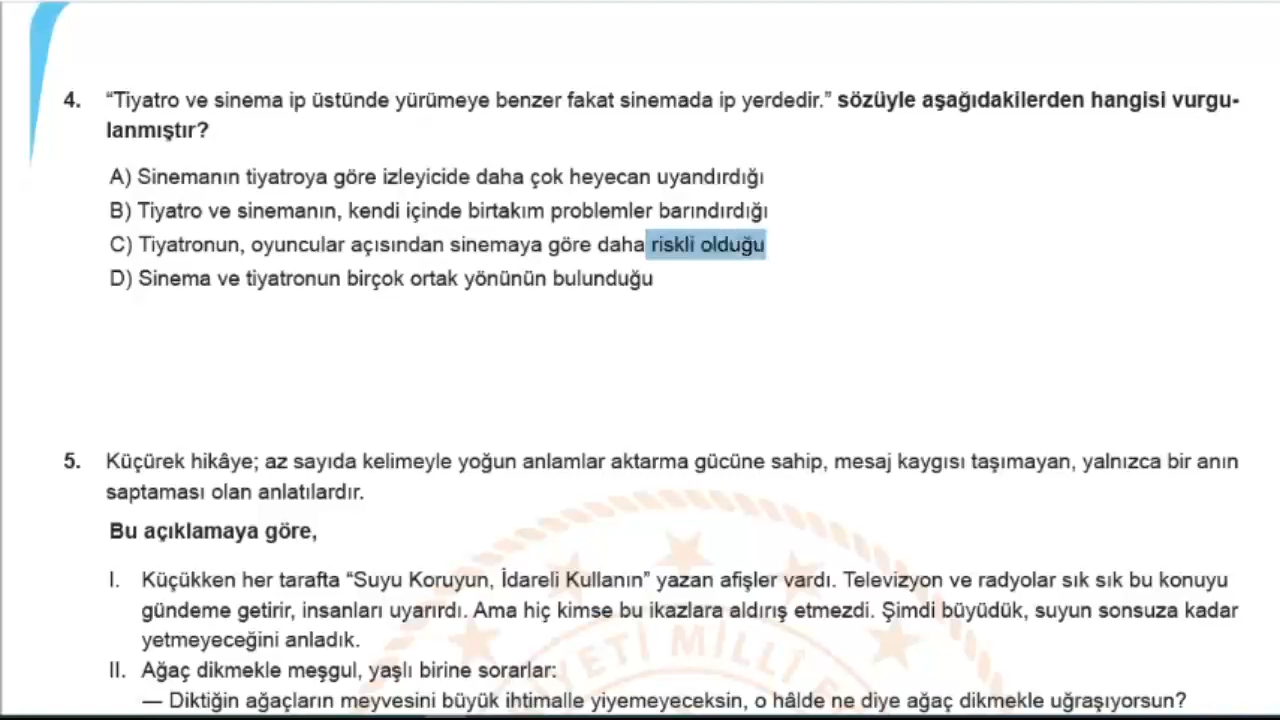 4. “Tiyatro ve sinema ip üstünde yürümeye benzer fakat sinemada ip yerdedir.” sözüyle aşağıdakilerden hangisi vurgu-
lanmıştır?
A) Sinemanın tiyatroya göre izleyicide daha çok heyecan uyandırdığı
B) Tiyatro ve sinemanın, kendi içinde birtakım problemler barındırdığı
C) Tiyatronun, oyuncular açısından sinemaya göre daha riskli olduğu
D) Sinema ve tiyatronun birçok ortak yönünün bulunduğu
5. Küçürek hikâye; az sayıda kelimeyle yoğun anlamlar aktarma gücüne sahip, mesaj kaygısı taşımayan, yalnızca bir anın
saptaması olan anlatılardır.
Bu açıklamaya göre,
I. Küçükken her tarafta “Suyu Koruyun, İdareli Kullanın” yazan afişler vardı. Televizyon ve radyolar sık sık bu konuyu
gündeme getirir, insanları uyarırdı. Ama hiç kimse bu ikazlara aldırış etmezdi. Şimdi büyüdük, suyun sonsuza kadar
yetmeyeceğini anladık.
II. Ağaç dikmekle meşgul, yaşlı birine sorarlar:
— Diktiğin ağaçların meyvesini büyük ihtimalle yiyemeyeceksin, o hâlde ne diye ağaç dikmekle uğraşıyorsun?
YETİ MİLLÎ E